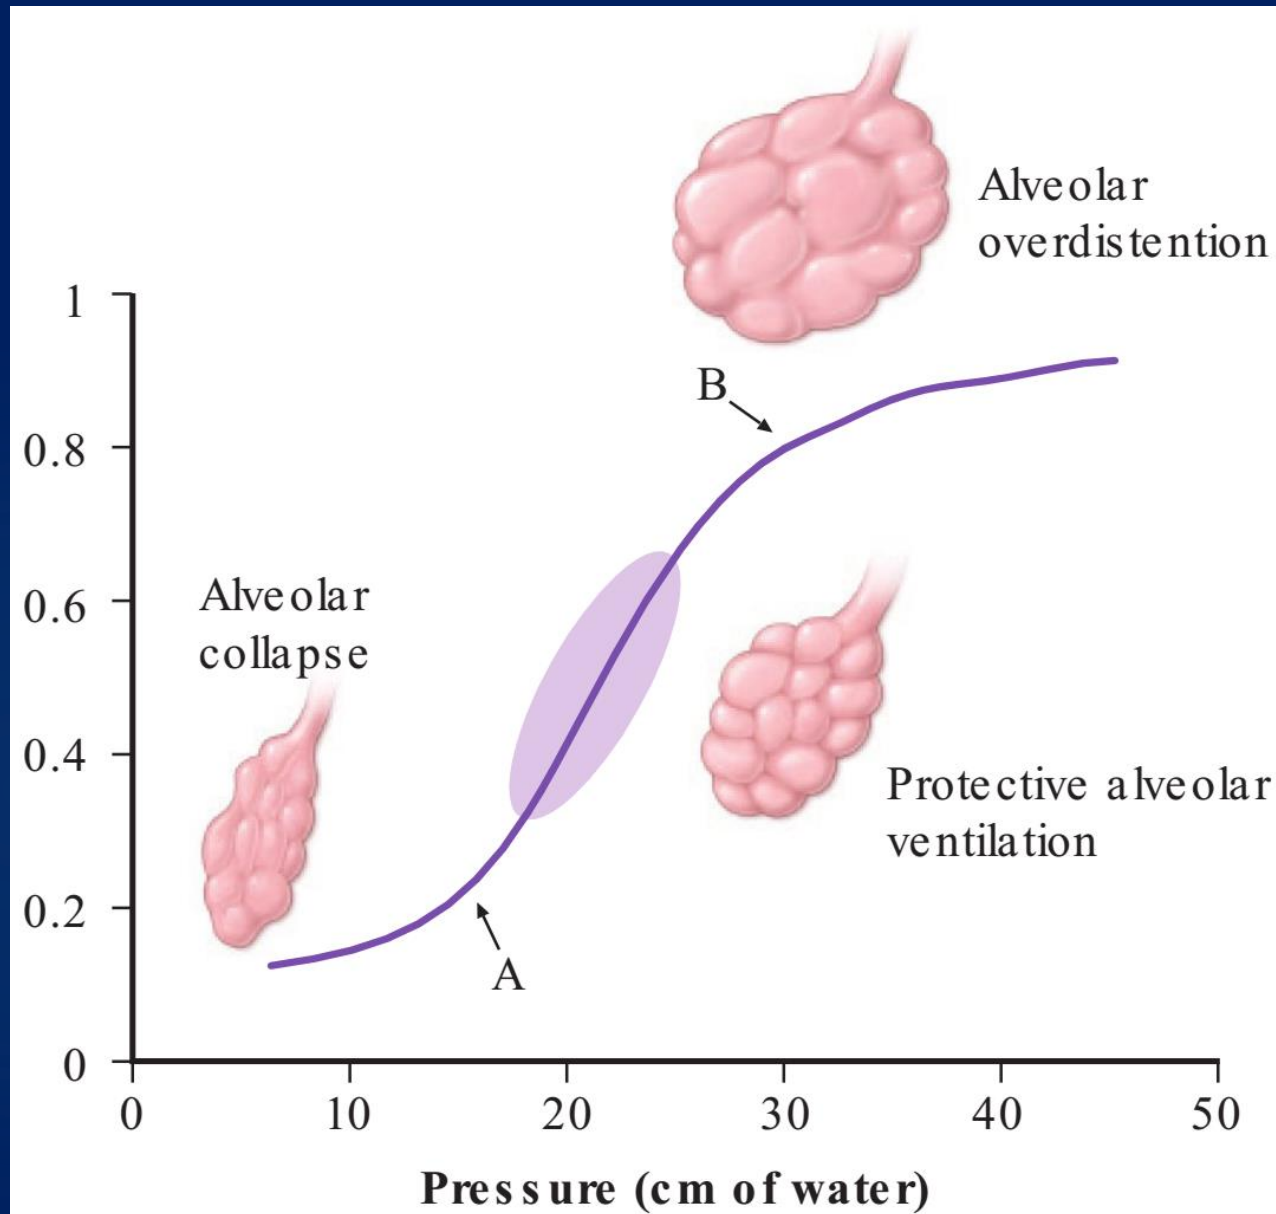 Alveolar
overdistention
1
B
0.8
Alveolar
collapse
0.6
0.4
Protective alveolar
ventilation
0.2
A
0
0 10 20 30 40 50
Pressure (cm of water)